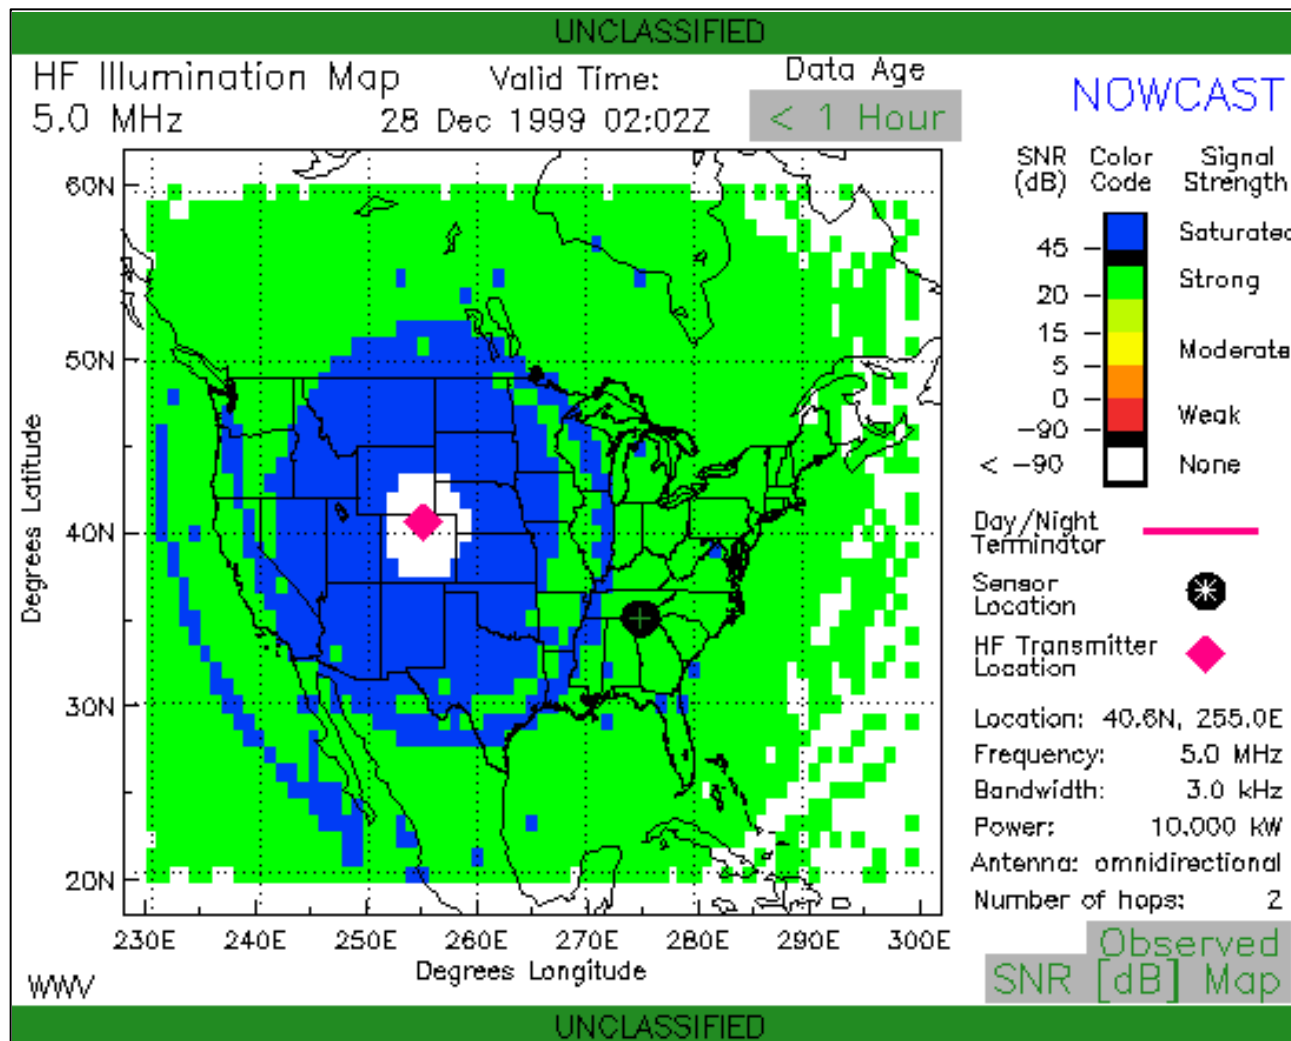 UNCLASSIFIED
HF Illumination Map
5.0 MHz
Valid Time:
28 Dec 1999 02:02Z
Data Age
< 1 Hour
NOWCAST
SNR (dB)
Color Code
Signal Strength
45
20
15
5
0
-90
< -90
Saturated
Strong
Moderate
Weak
None
Day/Night
Terminator
Sensor
Location
HF Transmitter
Location
Location: 40.6N, 255.0E
Frequency: 5.0 MHz
Bandwidth: 3.0 kHz
Power: 10.000 kW
Antenna: omnidirectional
Number of hops: 2
Observed
SNR [dB] Map
60N
50N
40N
30N
20N
Degrees Latitude
230E 240E 250E 260E 270E 280E 290E 300E
Degrees Longitude
WWV
UNCLASSIFIED